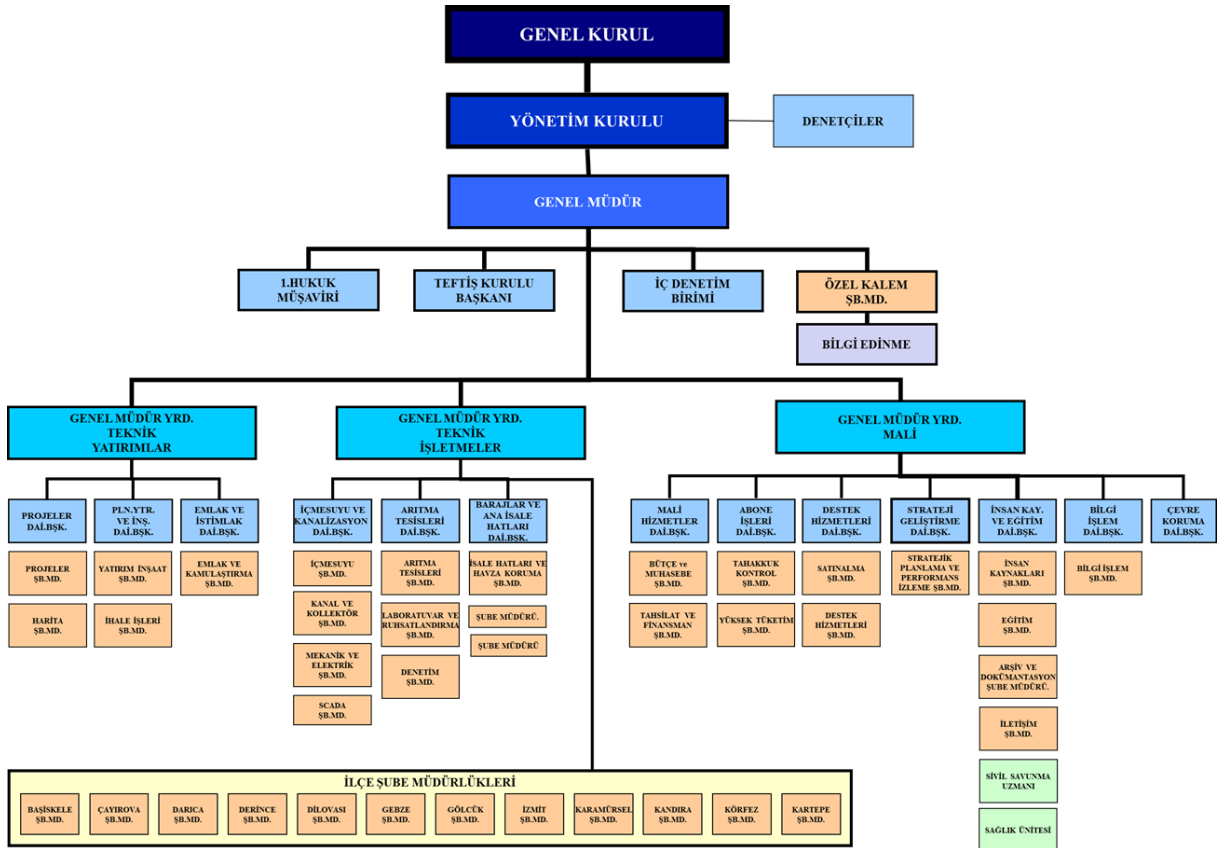 GENEL KURUL
YÖNETİM KURULU
DENETÇİLER
GENEL MÜDÜR
1.HUKUK
MÜŞAVİRİ
TEFTİŞ KURULU
BAŞKANI
İÇ DENETİM
BİRİMİ
ÖZEL KALEM
ŞB.MD.
BİLGİ EDİNME
GENEL MÜDÜR YRD.
TEKNİK
YATIRIMLAR
GENEL MÜDÜR YRD.
TEKNİK
İŞLETMELER
GENEL MÜDÜR YRD.
MALİ
PROJELER
DAİ.BŞK.
PLN.YTR.
VE İNŞ.
DAİ.BŞK.
EMLAK VE
İSTİMLAK
DAİ.BŞK.
İÇMESUYU VE
KANALİZASYON
DAİ.BŞK.
ARITMA
TESİSLERİ
DAİ.BŞK.
BARAJLAR VE
ANA İSALE
HATLARI
DAİ.BŞK.
MALİ
HİZMETLER
DAİ.BŞK.
ABONE
İŞLERİ
DAİ.BŞK.
DESTEK
HİZMETLERİ
DAİ.BŞK.
STRATEJİ
GELİŞTİRME
DAİ.BŞK.
İNSAN KAY.
VE EĞİTİM
DAİ.BŞK.
BİLGİ
İŞLEM
DAİ.BŞK.
ÇEVRE
KORUMA
DAİ.BŞK.
PROJELER
ŞB.MD.
YATIRIM İNŞAAT
ŞB.MD.
EMLAK VE
KAMULAŞTIRMA
ŞB.MD.
İÇMESUYU
ŞB.MD.
ARITMA
TESİSLERİ
ŞB.MD.
İSALE HATLARI VE
HAVZA KORUMA
ŞB.MD.
BÜTÇE ve
MUHASEBE
ŞB.MD.
TAHAKKUK
KONTROL
ŞB.MD.
SATINALMA
ŞB.MD.
STRATEJİK
PLANLAMA VE
PERFORMANS
İZLEME ŞB.MD.
İNSAN
KAYNAKLARI
ŞB.MD.
BİLGİ İŞLEM
ŞB.MD.
HARİTA
ŞB.MD.
İHALE İŞLERİ
ŞB.MD.
KANAL VE
KOLLEKTÖR
ŞB.MD.
LABORATUVAR VE
RUHSATLANDIRMA
ŞB.MD.
ŞUBE MÜDÜRÜ.
TAHSİLAT VE
FİNANSMAN
ŞB.MD.
YÜKSEK TÜKETİM
ŞB.MD.
DESTEK
HİZMETLERİ
ŞB.MD.
EĞİTİM
ŞB.MD.
MEKANİK VE
ELEKTRİK
ŞB.MD.
DENETİM
ŞB.MD.
ŞUBE MÜDÜRÜ
ARŞİV VE
DOKÜMANTASYON
ŞUBE MÜDÜRÜ.
SCADA
ŞB.MD.
İLETİŞİM
ŞB.MD.
SİVİL SAVUNMA
UZMANI
SAĞLIK ÜNİTESİ
İLÇE ŞUBE MÜDÜRLÜKLERİ
BAŞİSKELE
ŞB.MD.
ÇAYIROVA
ŞB.MD.
DARICA
ŞB.MD.
DERİNCE
ŞB.MD.
DİLOVASI
ŞB.MD.
GEBZE
ŞB.MD.
GÖLCÜK
ŞB.MD.
İZMİT
ŞB.MD.
KARAMÜRSEL
ŞB.MD.
KANDIRA
ŞB.MD.
KÖRFEZ
ŞB.MD.
KARTEPE
ŞB.MD.